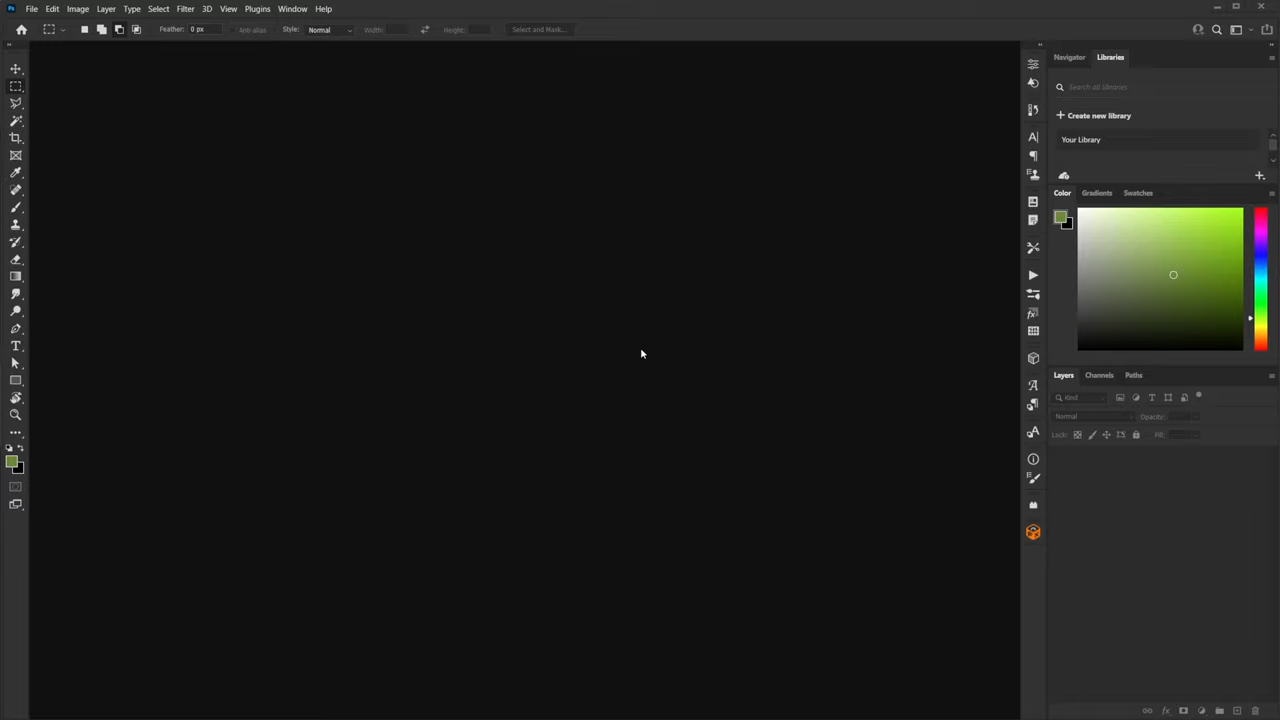 Ps File Edit Image Layer Type Select Filter 3D View Plugins Window Help
Feather: 0 px Anti-alias Style: Normal Width: Height: Select and Mask...
Navigator Libraries
Search all libraries
+ Create new library
Your Library
Color Gradients Swatches
Layers Channels Paths
Kind
Normal Opacity:
Lock: Fill: